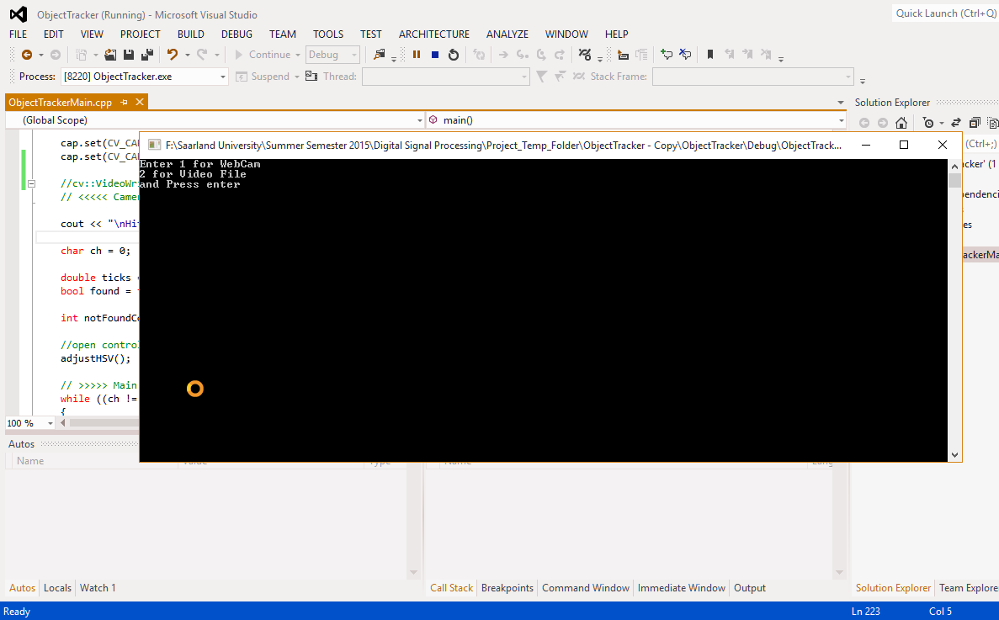 ObjectTracker (Running) - Microsoft Visual Studio
Quick Launch (Ctrl+Q)
FILE EDIT VIEW PROJECT BUILD DEBUG TEAM TOOLS TEST ARCHITECTURE ANALYZE WINDOW HELP
Continue Debug
Process: [8220] ObjectTracker.exe Suspend Thread: Stack Frame:
ObjectTrackerMain.cpp Solution Explorer
(Global Scope) main()
cap.set(CV_CA
cap.set(CV_CA
//cv::VideoWr
// <<<<< Camer
cout << "\nHi
char ch = 0;
double ticks =
bool found =
int notFoundCo
//open contro
adjustHSV();
// >>>>> Main
while ((ch !=
{
F:\Saarland University\Summer Semester 2015\Digital Signal Processing\Project_Temp_Folder\ObjectTracker - Copy\ObjectTracker\Debug\ObjectTrack...
Enter 1 for WebCam
2 for Video File
and Press enter
(Ctrl+;)
cker' (1
pendenci
es
ackerMa
100 %
Autos
Name Value Type Name Lang
Autos Locals Watch 1 Call Stack Breakpoints Command Window Immediate Window Output Solution Explorer Team Explore
Ready Ln 223 Col 5